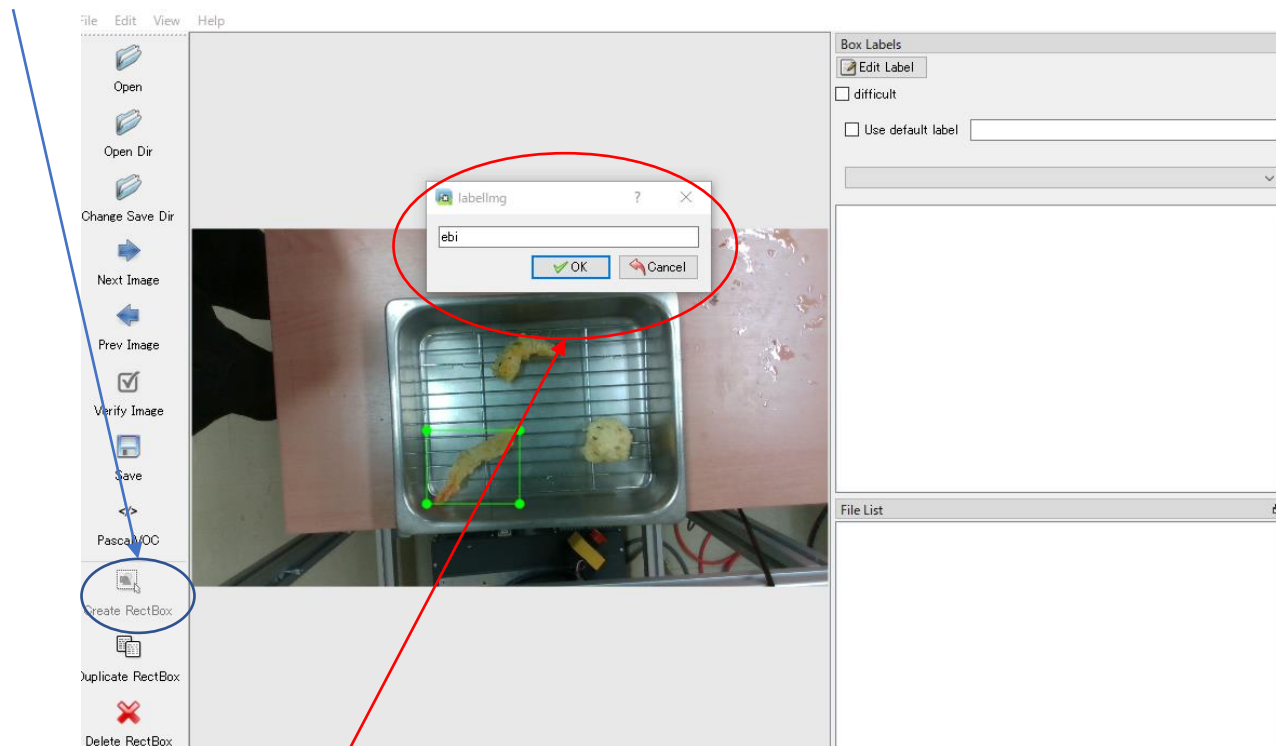 File Edit View Help
Open
Open Dir
Change Save Dir
Next Image
Prev Image
Verify Image
Save
</>
PascalVOC
Create RectBox
Duplicate RectBox
Delete RectBox
labelImg ? ×
ebi
OK Cancel
Box Labels
Edit Label
difficult
Use default label
File List